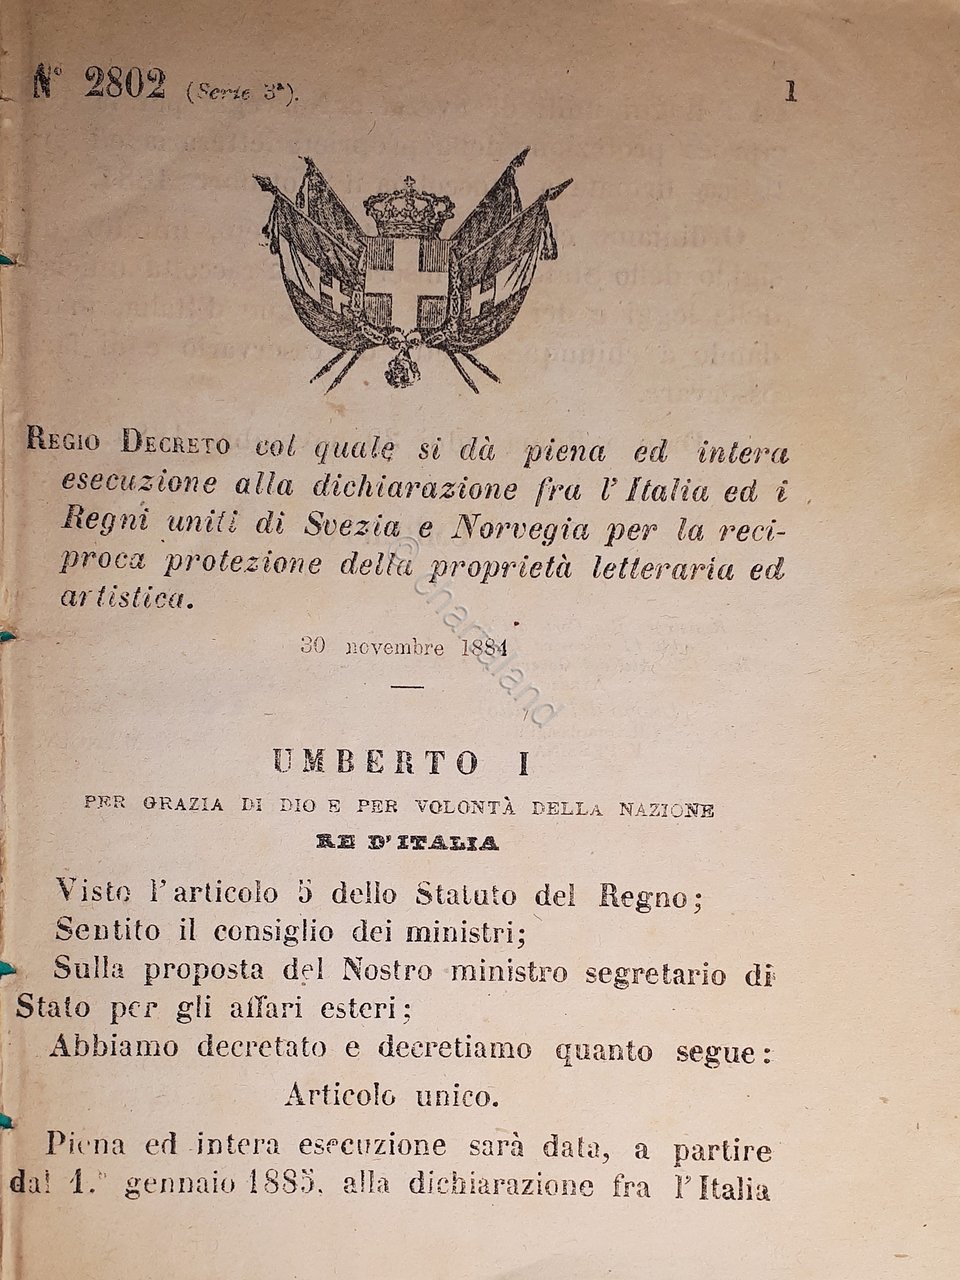 N° 2802 (Serie 3ª). 1
REGIO DECRETO col quale si dà piena ed intera
esecuzione alla dichiarazione fra l'Italia ed i
Regni uniti di Svezia e Norvegia per la reci-
proca protezione della proprietà letteraria ed
artistica.
30 novembre 1884
UMBERTO I
PER GRAZIA DI DIO E PER VOLONTÀ DELLA NAZIONE
RE D'ITALIA
Visto l'articolo 5 dello Statuto del Regno;
Sentito il consiglio dei ministri;
Sulla proposta del Nostro ministro segretario di
Stato per gli affari esteri;
Abbiamo decretato e decretiamo quanto segue:
Articolo unico.
Piena ed intera esecuzione sarà data, a partire
dal 1.° gennaio 1885, alla dichiarazione fra l'Italia
© chartaland